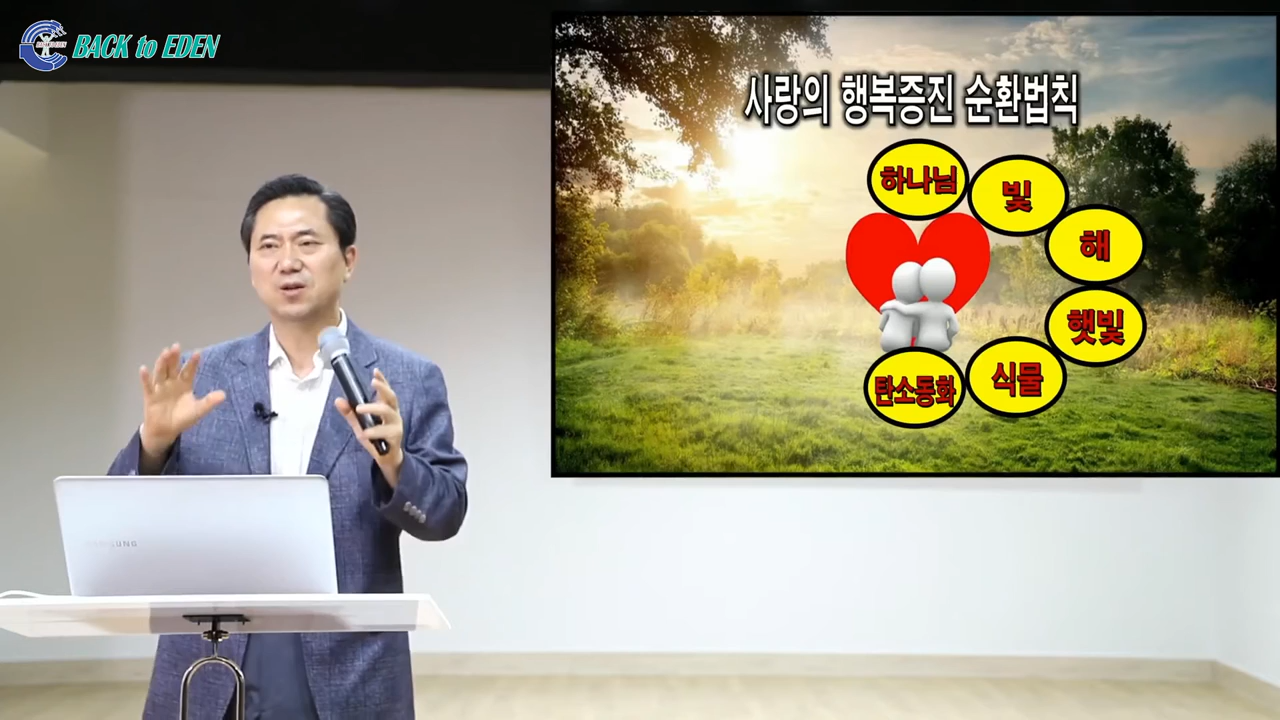 BACK to EDEN
사랑의 행복증진 순환법칙
하나님
빛
해
햇빛
식물
탄소동화
SAMSUNG